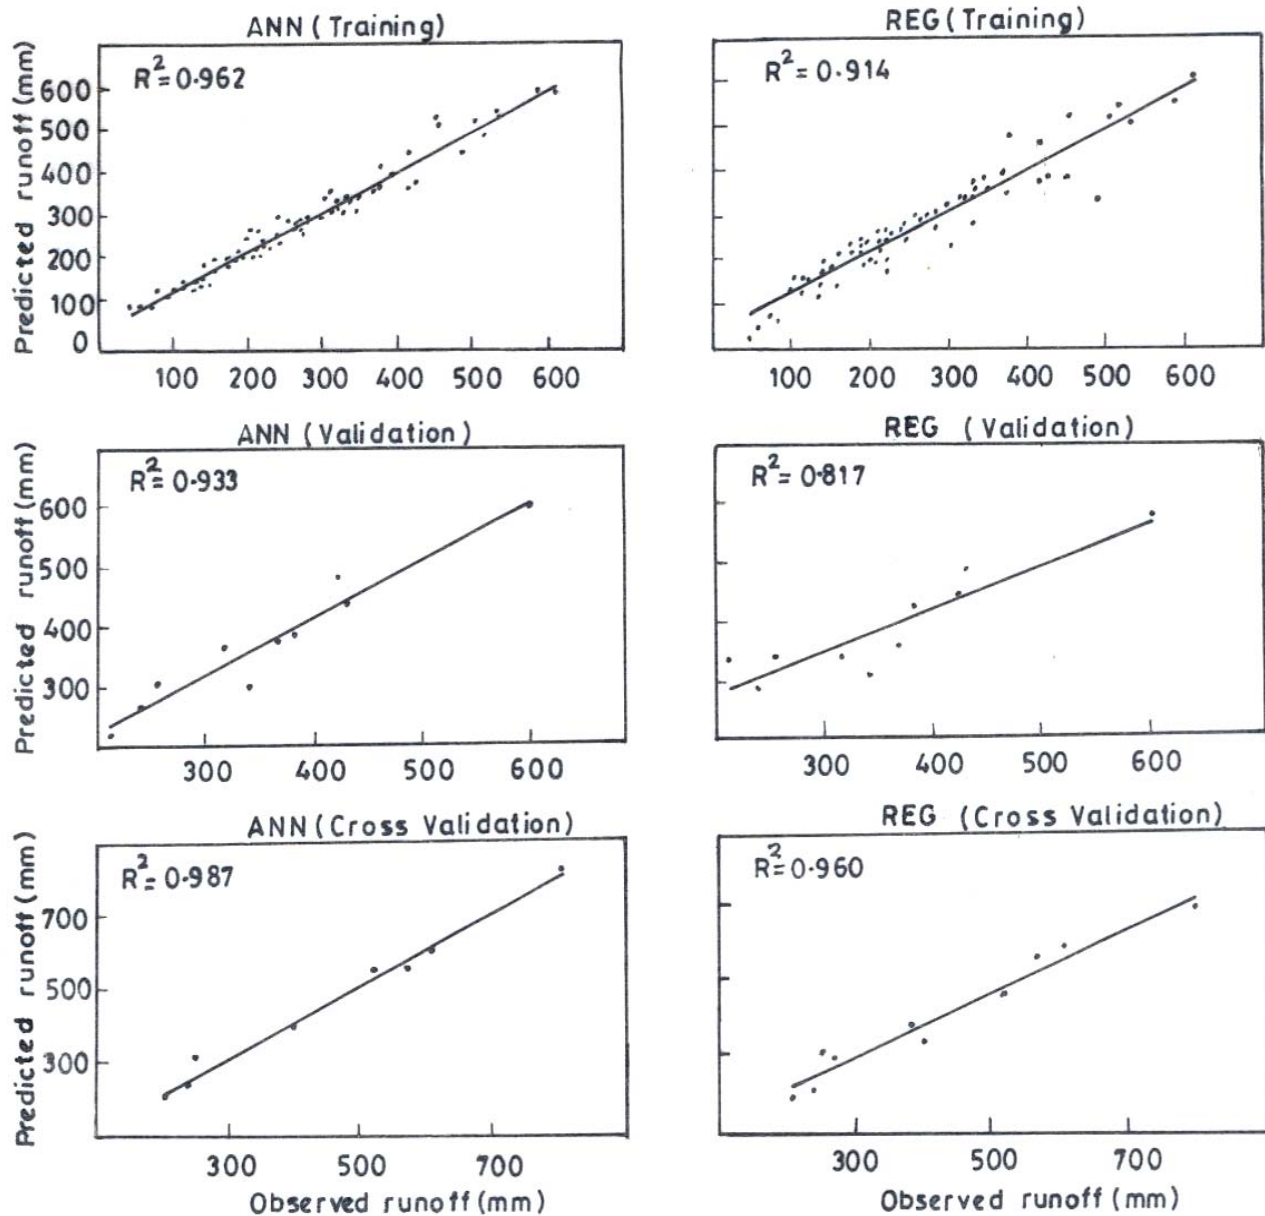 ANN (Training)
REG (Training)
Predicted runoff (mm)
R²= 0·962
R²= 0·914
600
500
400
300
200
100
0
100 200 300 400 500 600
100 200 300 400 500 600
ANN (Validation)
REG (Validation)
Predicted runoff (mm)
R²= 0·933
R²= 0·817
600
500
400
300
300 400 500 600
300 400 500 600
ANN (Cross Validation)
REG (Cross Validation)
Predicted runoff (mm)
R²= 0·987
R²= 0·960
700
500
300
300 500 700
300 500 700
Observed runoff (mm)
Observed runoff (mm)